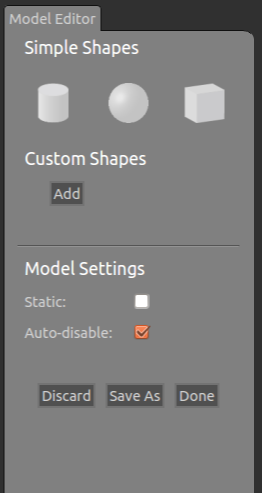 Model Editor
Simple Shapes
Custom Shapes
Add
Model Settings
Static:
Auto-disable:
Discard Save As Done